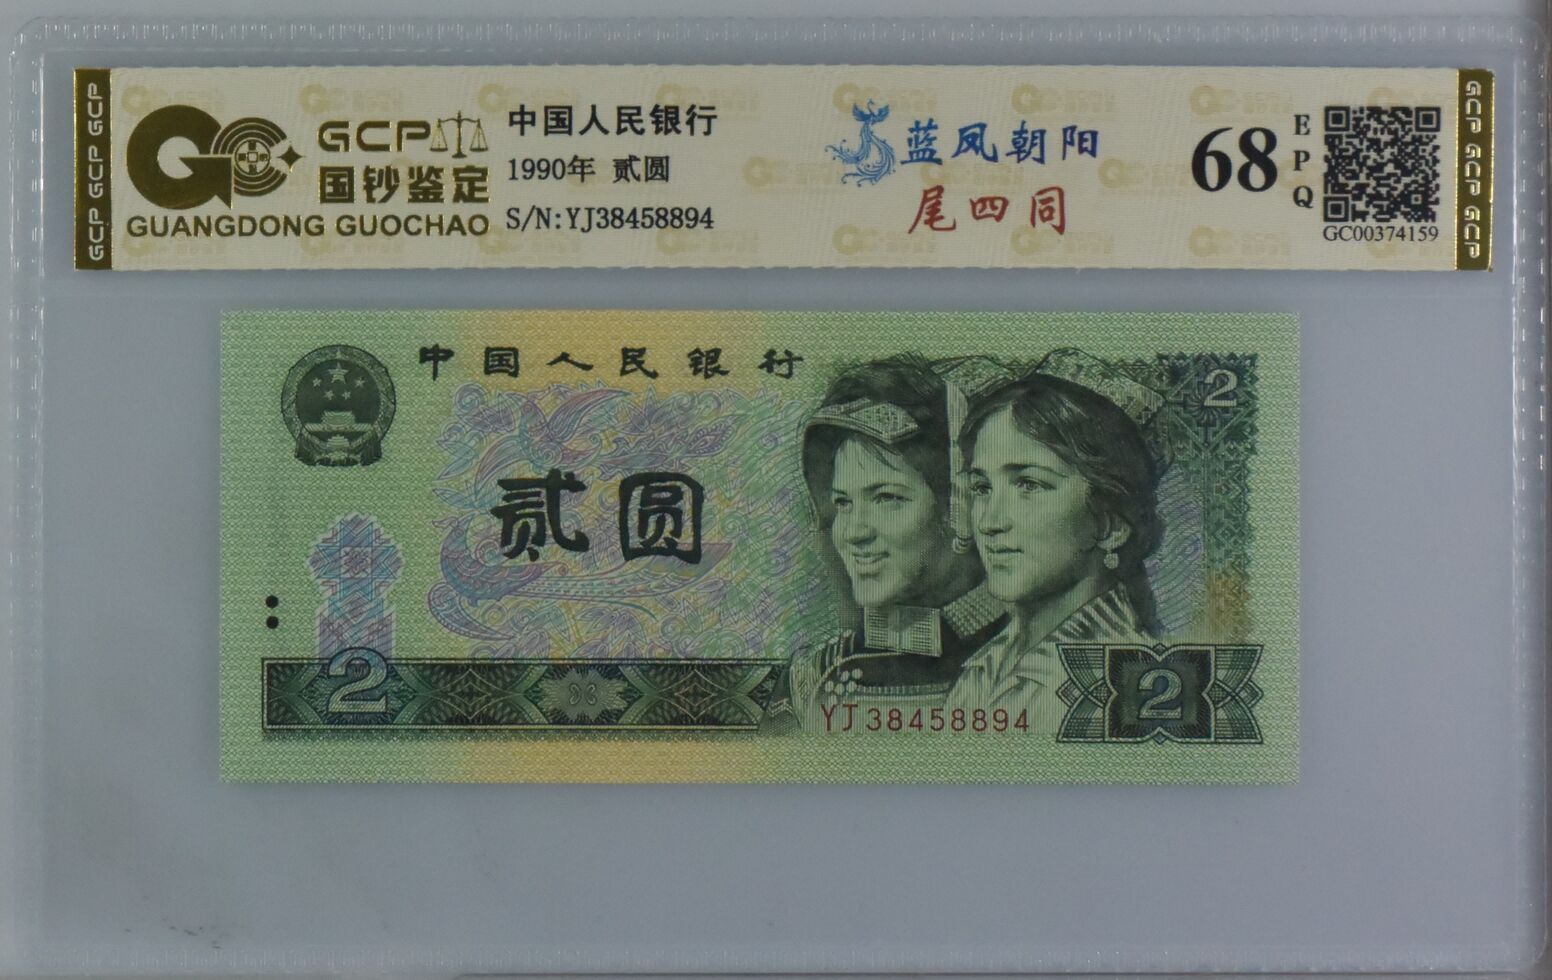 GCP GCP GCP
GCP
国钞鉴定
GUANGDONG GUOCHAO
中国人民银行
1990年 贰圆
S/N:YJ38458894
蓝凤朝阳
尾四同
68
EPQ
GC00374159
GCP GCP GCP
中国人民银行
2
贰圆
2
YJ38458894
2